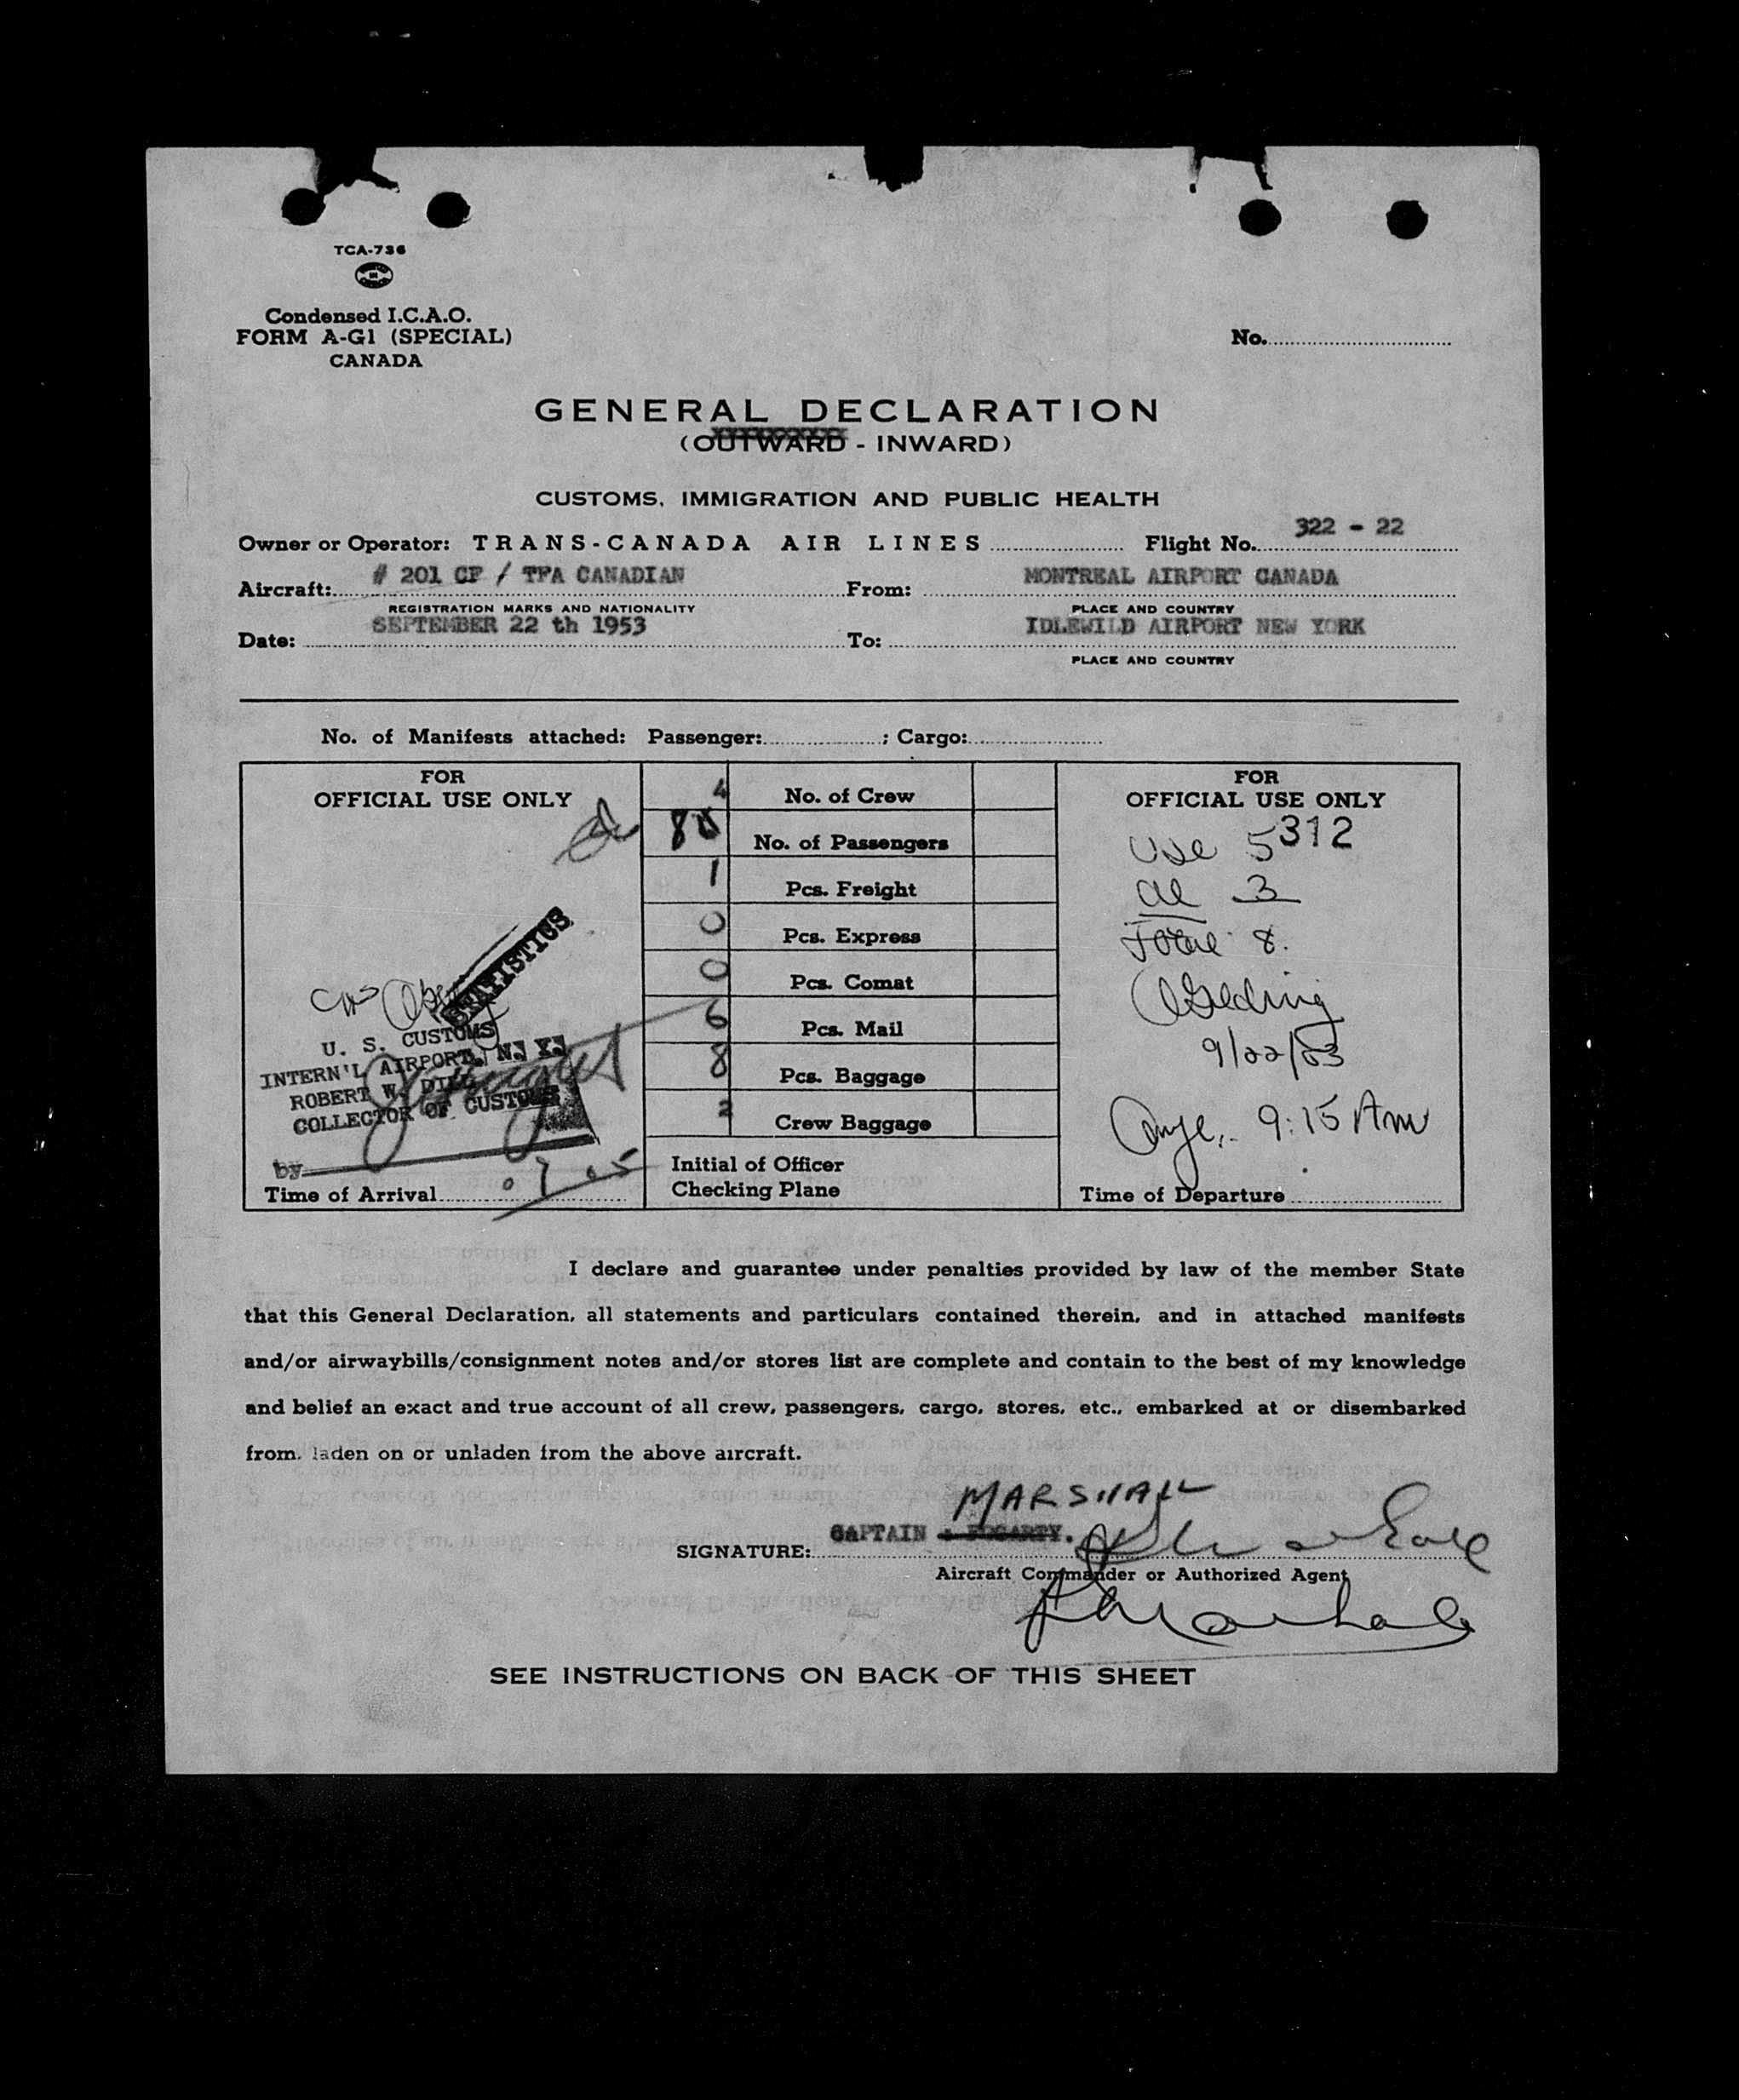 TCA-736
Condensed I.C.A.O.
FORM A-G1 (SPECIAL)
CANADA
No.
GENERAL DECLARATION
(OUTWARD - INWARD)
CUSTOMS, IMMIGRATION AND PUBLIC HEALTH
Owner or Operator: TRANS-CANADA AIR LINES Flight No. 322 - 22
Aircraft: # 201 CF / TFA CANADIAN From: MONTREAL AIRPORT CANADA
REGISTRATION MARKS AND NATIONALITY PLACE AND COUNTRY
Date: SEPTEMBER 22 th 1953 To: IDLEWILD AIRPORT NEW YORK
PLACE AND COUNTRY
No. of Manifests attached: Passenger: ; Cargo:
FOR
OFFICIAL USE ONLY
STATISTICS
U. S. CUSTOMS
INTERN'L AIRPORT, N. Y.
ROBERT W. DILL
COLLECTOR OF CUSTOMS
by
Time of Arrival
4 No. of Crew
8 No. of Passengers
1 Pcs. Freight
0 Pcs. Express
0 Pcs. Comat
6 Pcs. Mail
8 Pcs. Baggage
2 Crew Baggage
Initial of Officer
Checking Plane
FOR
OFFICIAL USE ONLY
5312
3
Total 8.
9:15 Am
Time of Departure
I declare and guarantee under penalties provided by law of the member State
that this General Declaration, all statements and particulars contained therein, and in attached manifests
and/or airwaybills/consignment notes and/or stores list are complete and contain to the best of my knowledge
and belief an exact and true account of all crew, passengers, cargo, stores, etc., embarked at or disembarked
from, laden on or unladen from the above aircraft.
MARSHALL
SIGNATURE: CAPTAIN FOGARTY.
Aircraft Commander or Authorized Agent
SEE INSTRUCTIONS ON BACK OF THIS SHEET